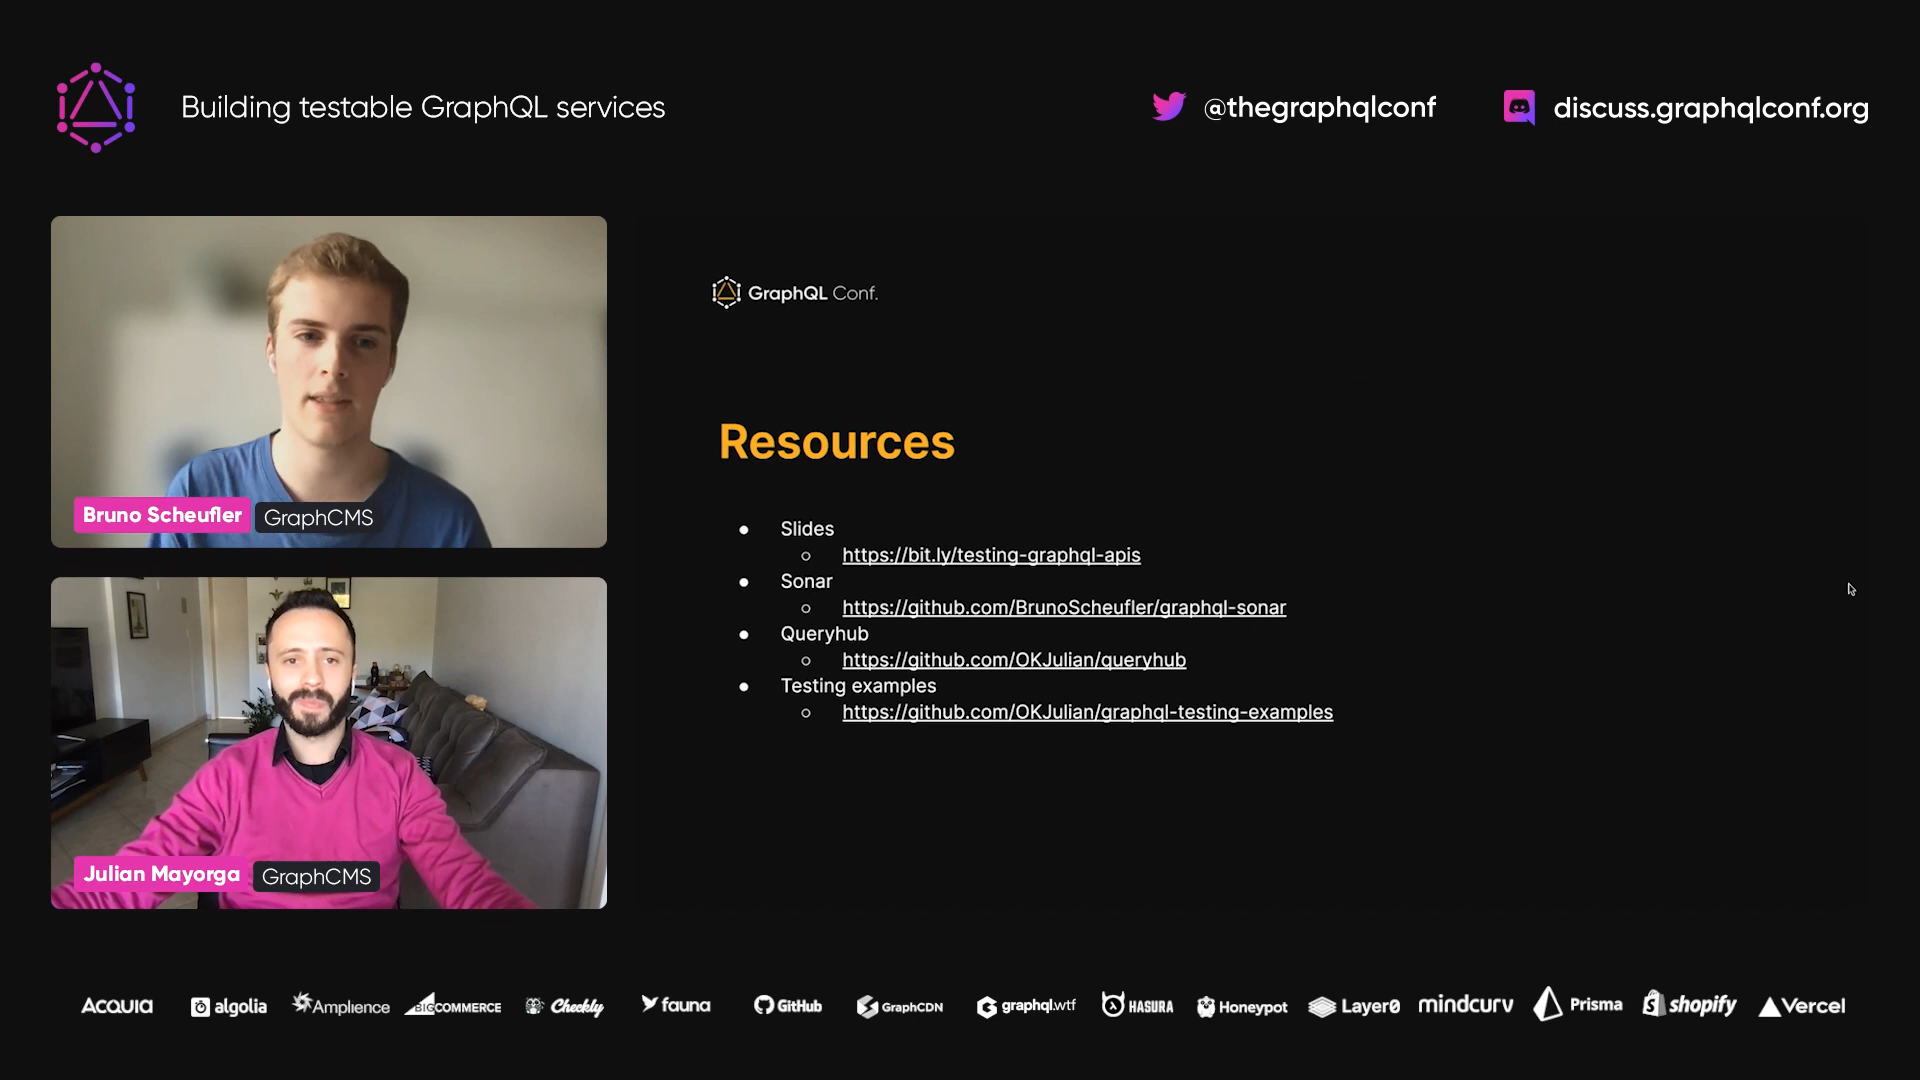 Building testable GraphQL services
@thegraphqlconf
discuss.graphqlconf.org
Bruno Scheufler
GraphCMS
Julian Mayorga
GraphCMS
GraphQL Conf.
Resources
Slides
https://bit.ly/testing-graphql-apis
Sonar
https://github.com/BrunoScheufler/graphql-sonar
Queryhub
https://github.com/OKJulian/queryhub
Testing examples
https://github.com/OKJulian/graphql-testing-examples
ACQUIA algolia Amplience BIGCOMMERCE Checkly fauna GitHub GraphCDN graphql.wtf HASURA Honeypot Layer0 mindcurv Prisma shopify Vercel